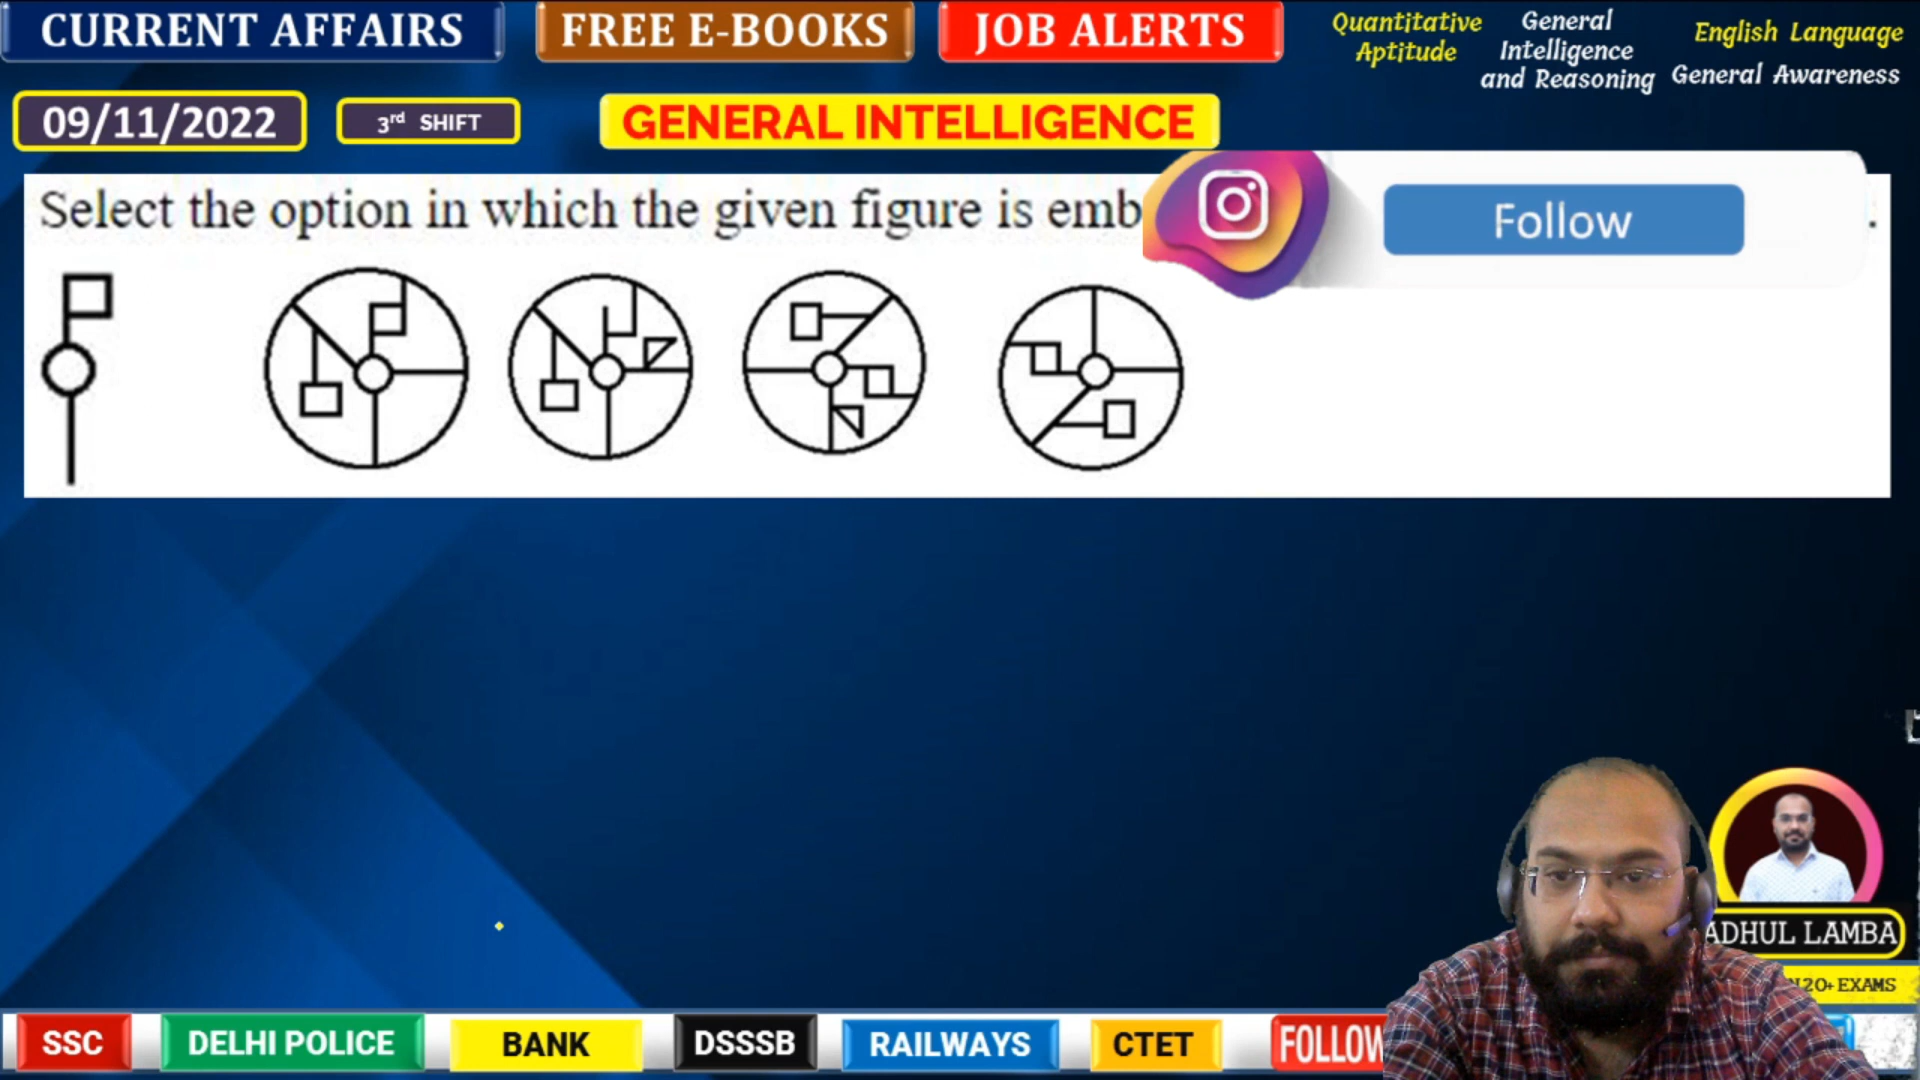 CURRENT AFFAIRS
FREE E-BOOKS
JOB ALERTS
Quantitative
Aptitude
General
Intelligence
and Reasoning
English Language
General Awareness
09/11/2022
3rd SHIFT
GENERAL INTELLIGENCE
Select the option in which the given figure is emb
Follow
ADHUL LAMBA
20+ EXAMS
SSC
DELHI POLICE
BANK
DSSSB
RAILWAYS
CTET
FOLLOW